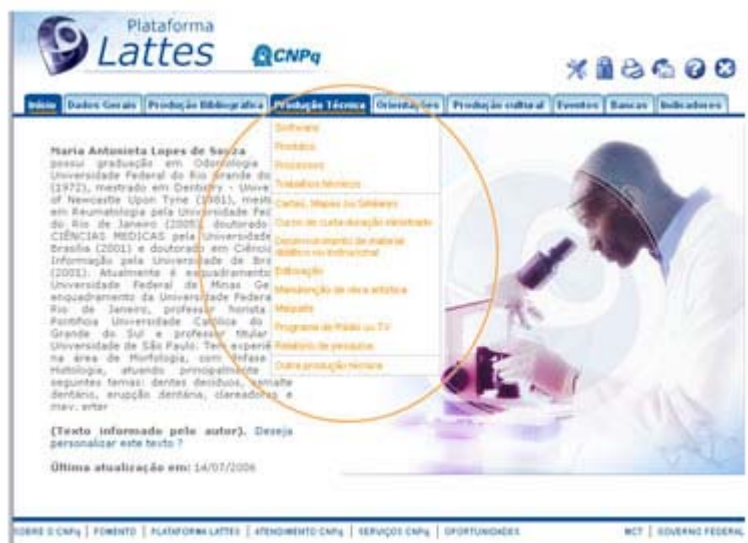 Plataforma
Lattes
CNPq
Início
Dados Gerais
Produção Bibliográfica
Produção Técnica
Orientações
Produção cultural
Eventos
Bancas
Indicadores
Maria Antonieta Lopes de Souza
possui graduação em Odontologia
Universidade Federal do Rio Grande do
(1972), mestrado em Dentistry - Unive
of Newcastle Upon Tyne (1981), mest
em Reumatologia pela Universidade Fed
do Rio de Janeiro (2005), doutorado
CIÊNCIAS MEDICAS pela Universidade
Brasília (2001) e doutorado em Ciênci
Informação pela Universidade de Bra
(2001). Atualmente é enquadramento
Universidade Federal de Minas Ge
enquadramento da Universidade Federa
Rio de Janeiro, professor horista
Pontifícia Universidade Católica do
Grande do Sul e professor titular
Universidade de São Paulo. Tem experiê
na área de Morfologia, com ênfase
Histologia, atuando principalmente
seguintes temas: dentes decíduos, esmalte
dentário, erupção dentária, clareadores e
mav. erter
(Texto informado pelo autor). Deseja
personalizar este texto ?
Última atualização em: 14/07/2006
Software
Produtos
Processos
Trabalhos técnicos
Cartas, Mapas ou Similares
Curso de curta duração ministrado
Desenvolvimento de material
didático ou instrucional
Editoração
Manutenção de obra artística
Maquete
Programa de Rádio ou TV
Relatório de pesquisa
Outra produção técnica
SOBRE O CNPq | FOMENTO | PLATAFORMA LATTES | ATENDIMENTO CNPq | SERVIÇOS CNPq | OPORTUNIDADES
MCT | GOVERNO FEDERAL